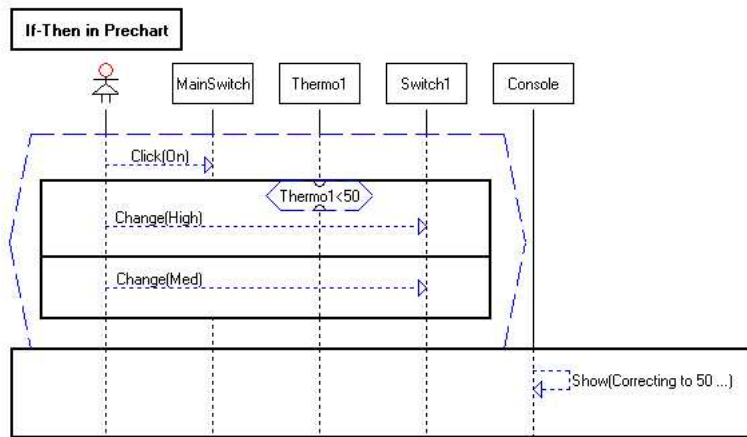 If-Then in Prechart
MainSwitch Thermo1 Switch1 Console
Click(On)
Thermo1<50
Change(High)
Change(Med)
Show(Correcting to 50 ...)